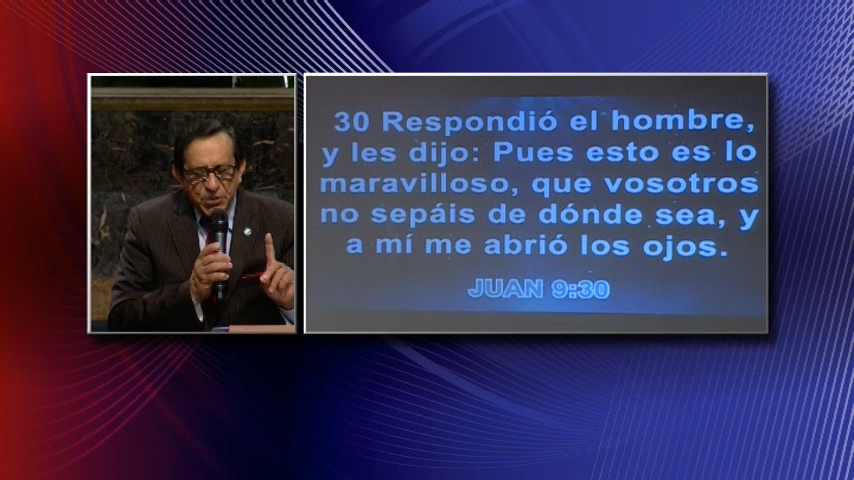 30 Respondió el hombre,
y les dijo: Pues esto es lo
maravilloso, que vosotros
no sepáis de dónde sea, y
a mí me abrió los ojos.
JUAN 9:30